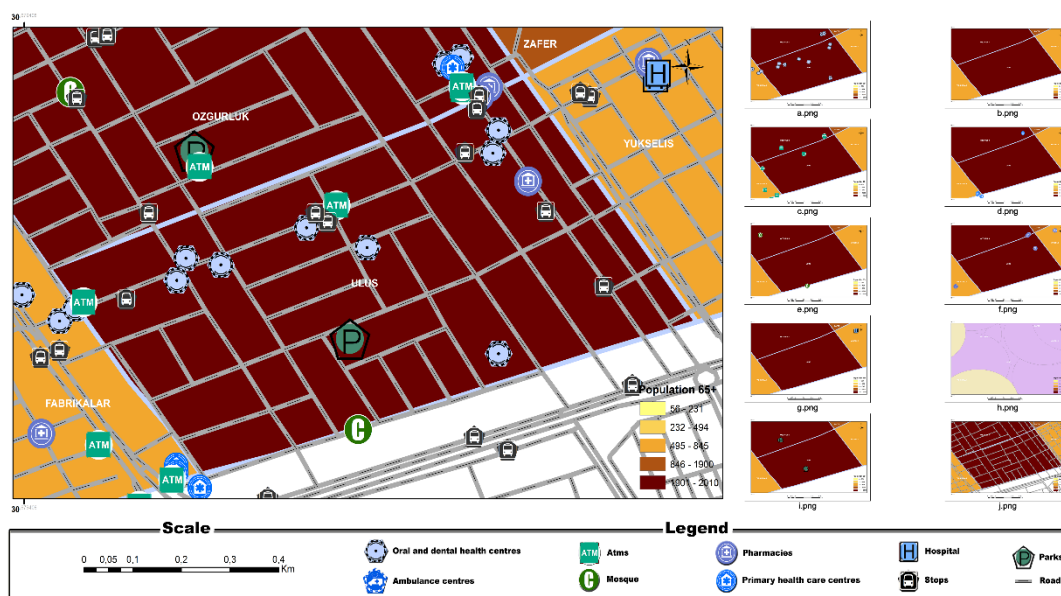 30
ZAFER
OZGURLUK
ATM
C
P
ATM
H
YUKSELIS
ATM
ULUS
ATM
P
FABRIKALAR
ATM
ATM
C
Population 65+
56 - 231
232 - 494
495 - 845
846 - 1900
1901 - 2010
30
a.png
b.png
c.png
d.png
e.png
f.png
g.png
h.png
i.png
j.png
Scale
Legend
0 0,05 0,1 0,2 0,3 0,4
Km
Oral and dental health centres
ATM Atms
Pharmacies
H Hospital
P Parks
Ambulance centres
C Mosque
Primary health care centres
Stops
Road